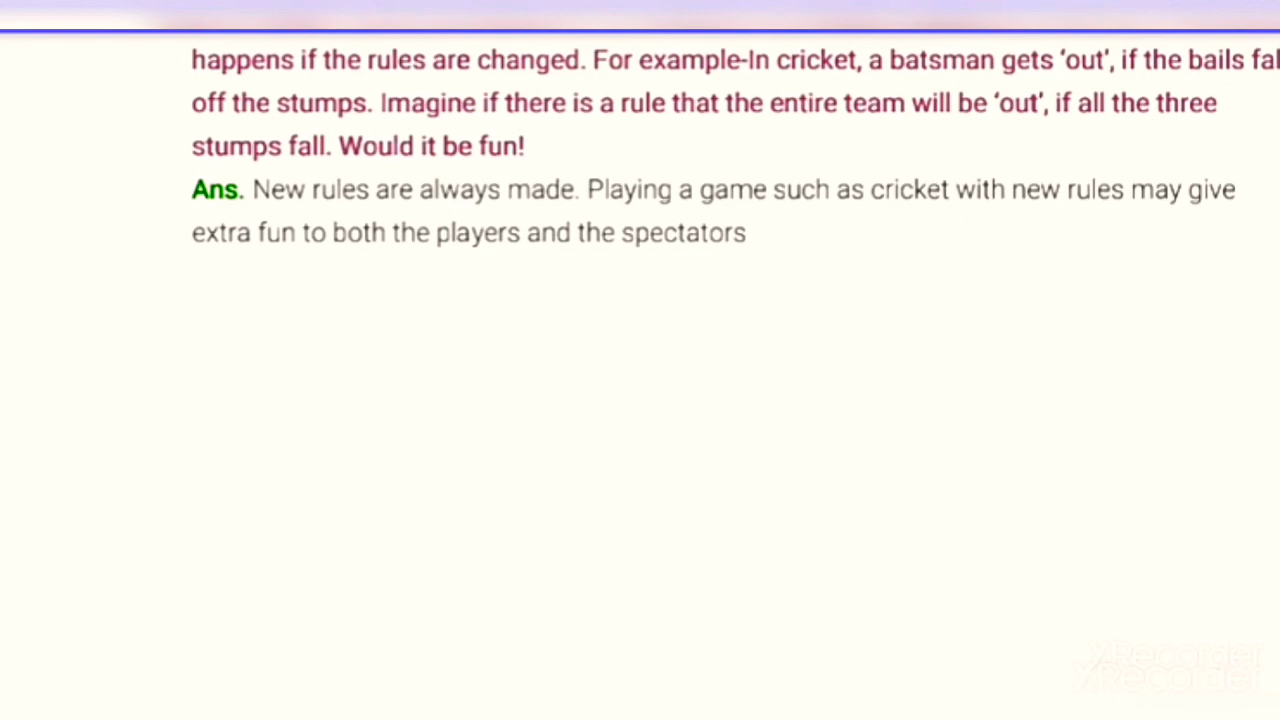 happens if the rules are changed. For example-In cricket, a batsman gets ‘out’, if the bails fal
off the stumps. Imagine if there is a rule that the entire team will be ‘out’, if all the three
stumps fall. Would it be fun!
Ans. New rules are always made. Playing a game such as cricket with new rules may give
extra fun to both the players and the spectators
XRecorder
XRecorder